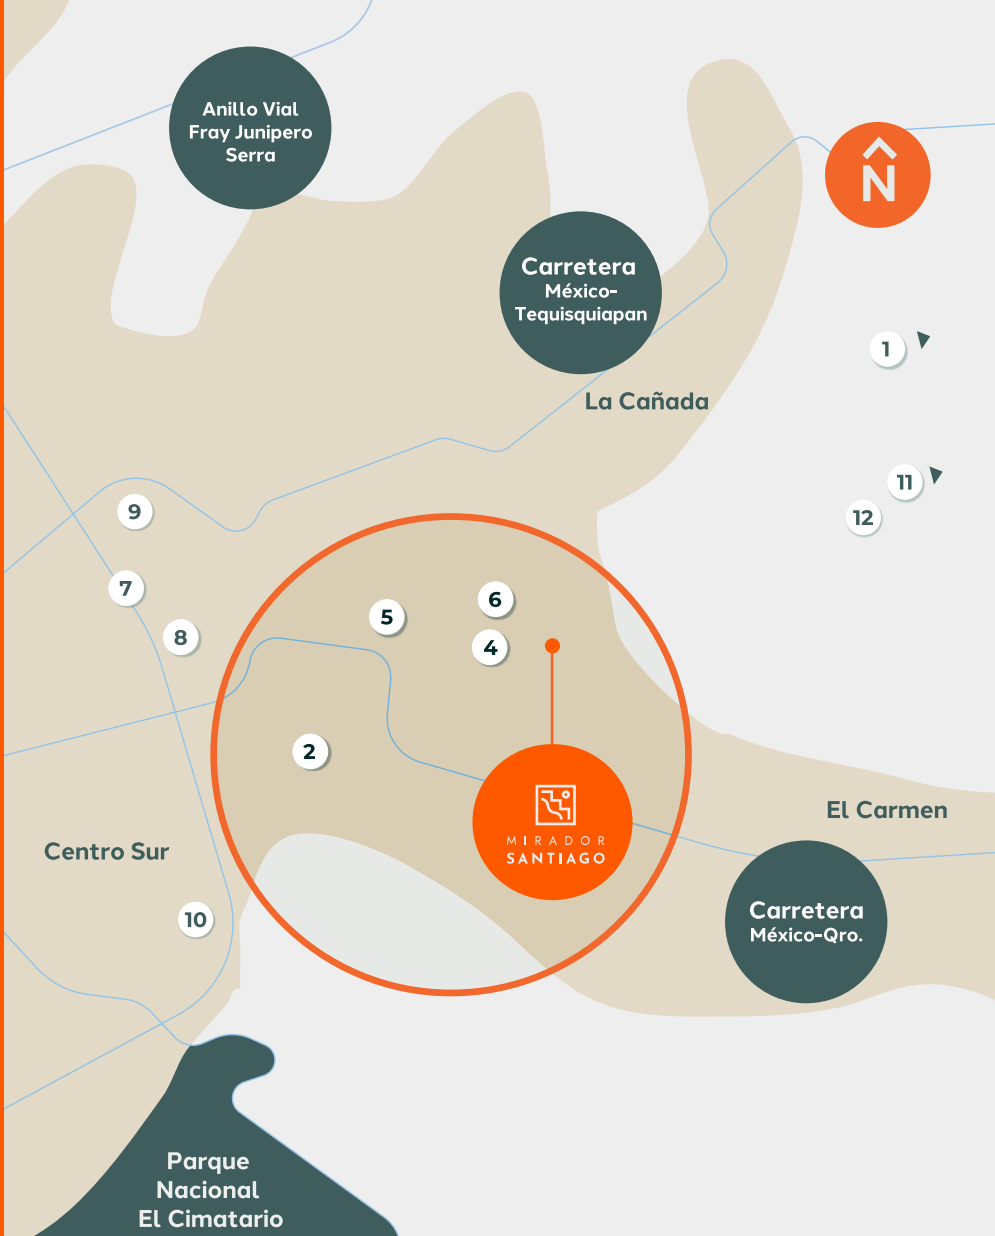 Anillo Vial
Fray Junipero
Serra
N
Carretera
México-
Tequisquiapan
1
La Cañada
11
12
9
7
8
5
6
4
2
MIRADOR
SANTIAGO
El Carmen
Centro Sur
10
Carretera
México-Qro.
Parque
Nacional
El Cimatario